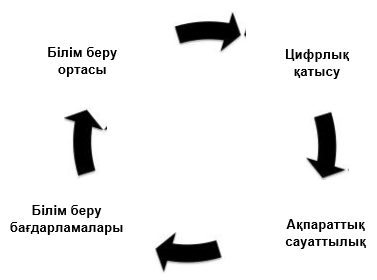 Білім беру
ортасы
Цифрлық
қатысу
Ақпараттық
сауаттылық
Білім беру
бағдарламалары